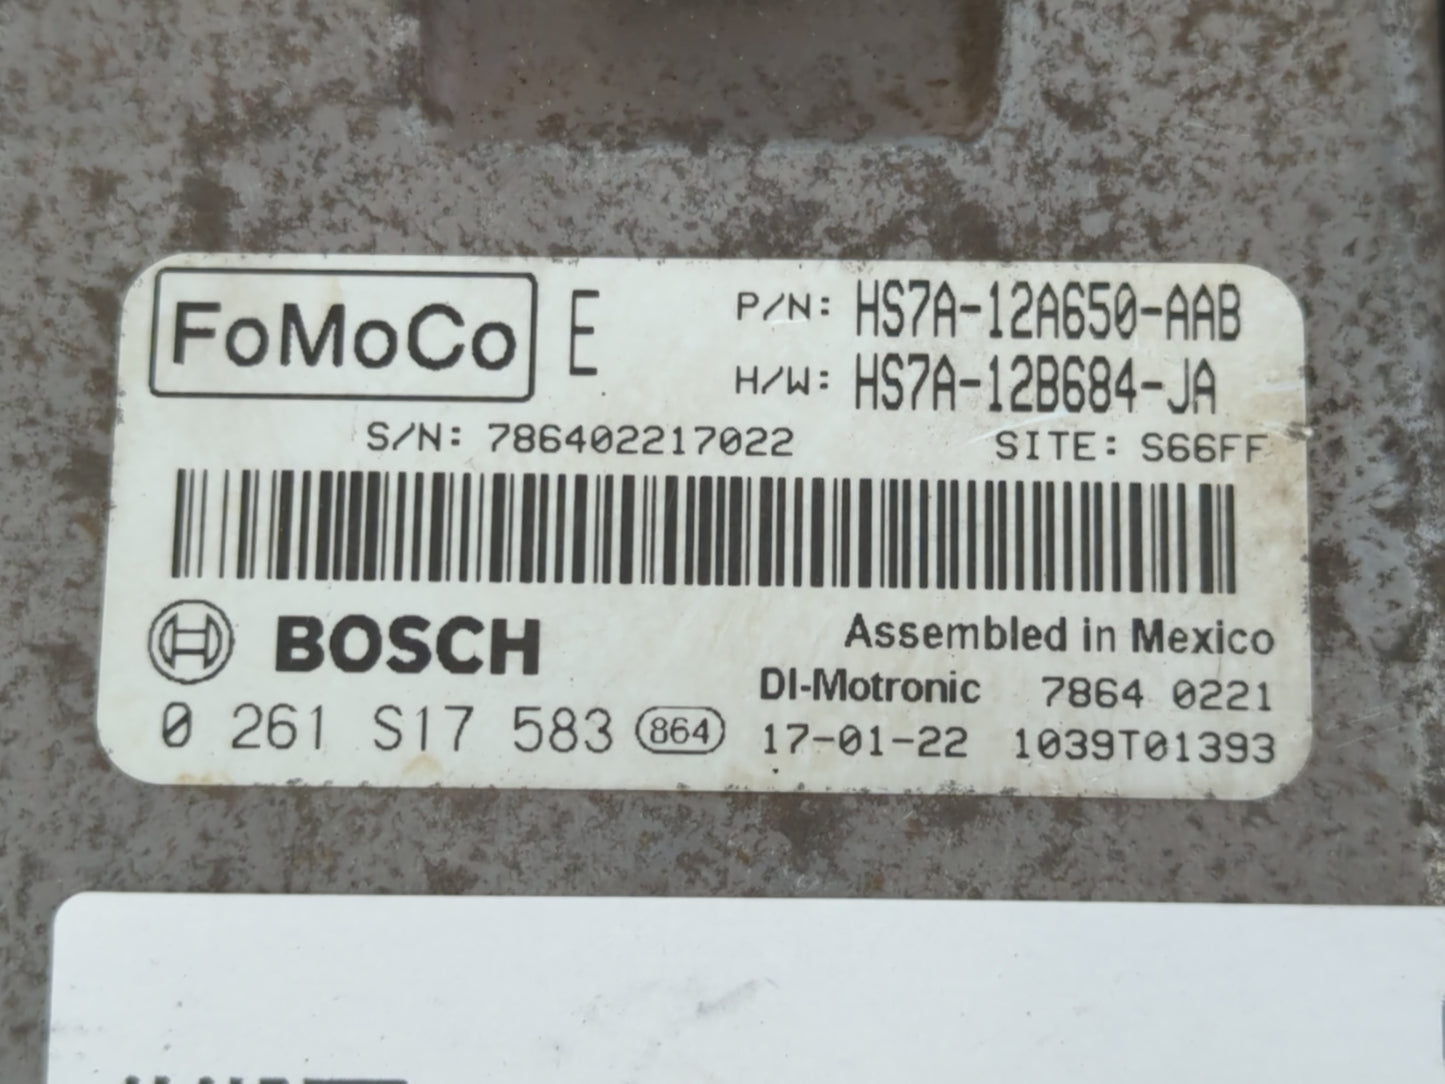 FoMoCo E P/N: HS7A-12A650-AAB
H/W: HS7A-12B684-JA
S/N: 786402217022 SITE: S66FF
BOSCH Assembled in Mexico
DI-Motronic 7864 0221
0 261 S17 583 864 17-01-22 1039T01393